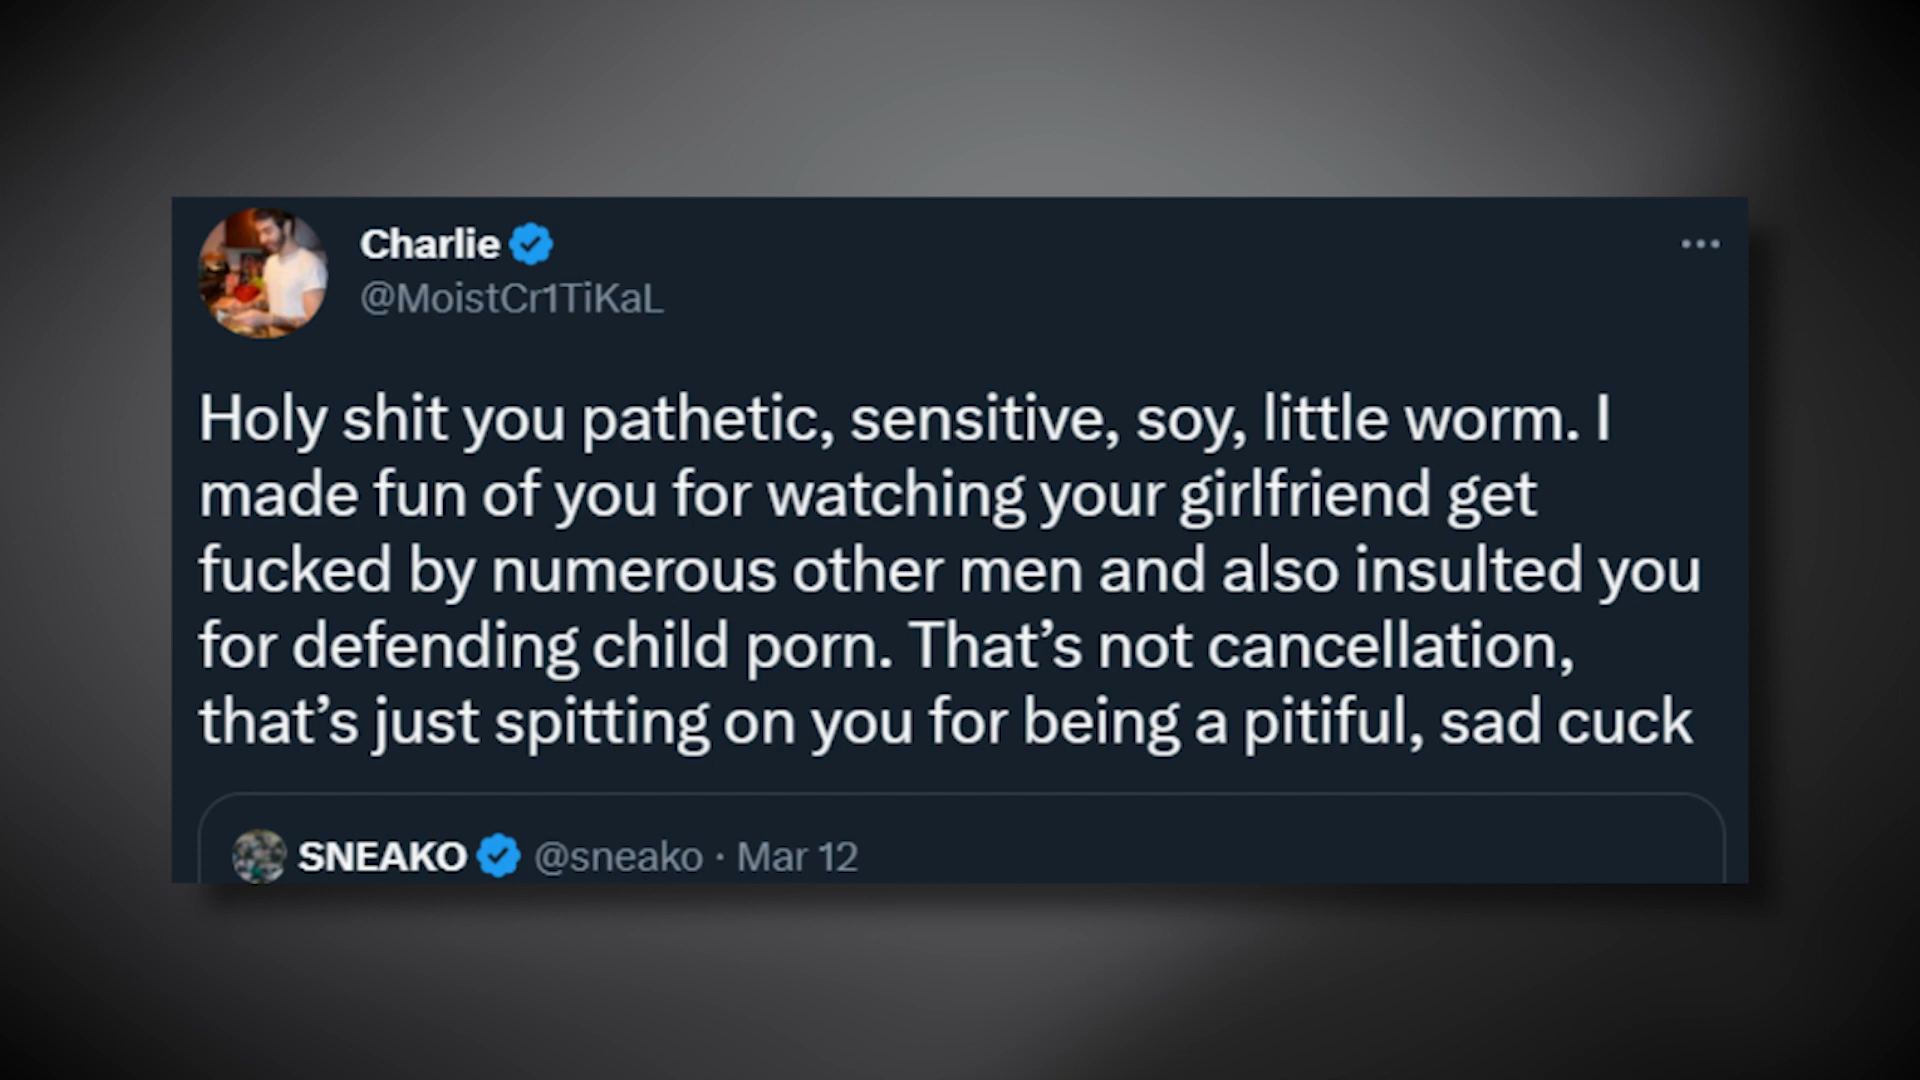 Charlie
@MoistCr1TiKaL
Holy shit you pathetic, sensitive, soy, little worm. I
made fun of you for watching your girlfriend get
fucked by numerous other men and also insulted you
for defending child porn. That’s not cancellation,
that’s just spitting on you for being a pitiful, sad cuck
SNEAKO @sneako · Mar 12